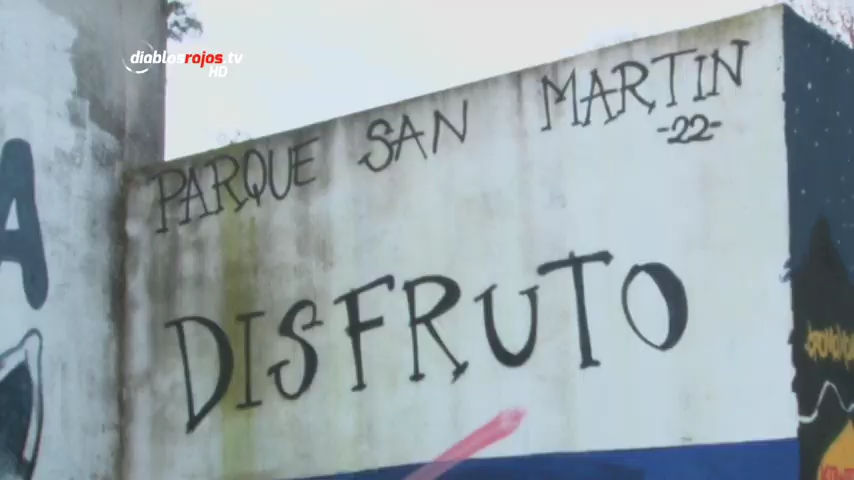 diablosrojos.tv
HD
PARQUE SAN MARTIN
-22-
DISFRUTO
A